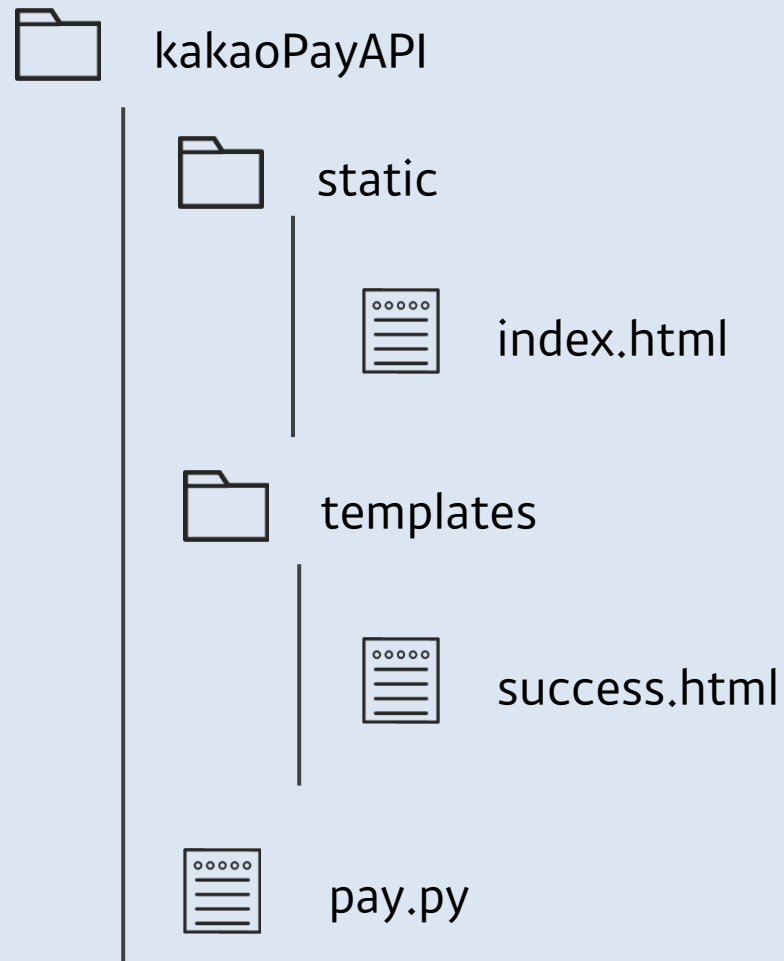 kakaoPayAPI
static
index.html
templates
success.html
pay.py